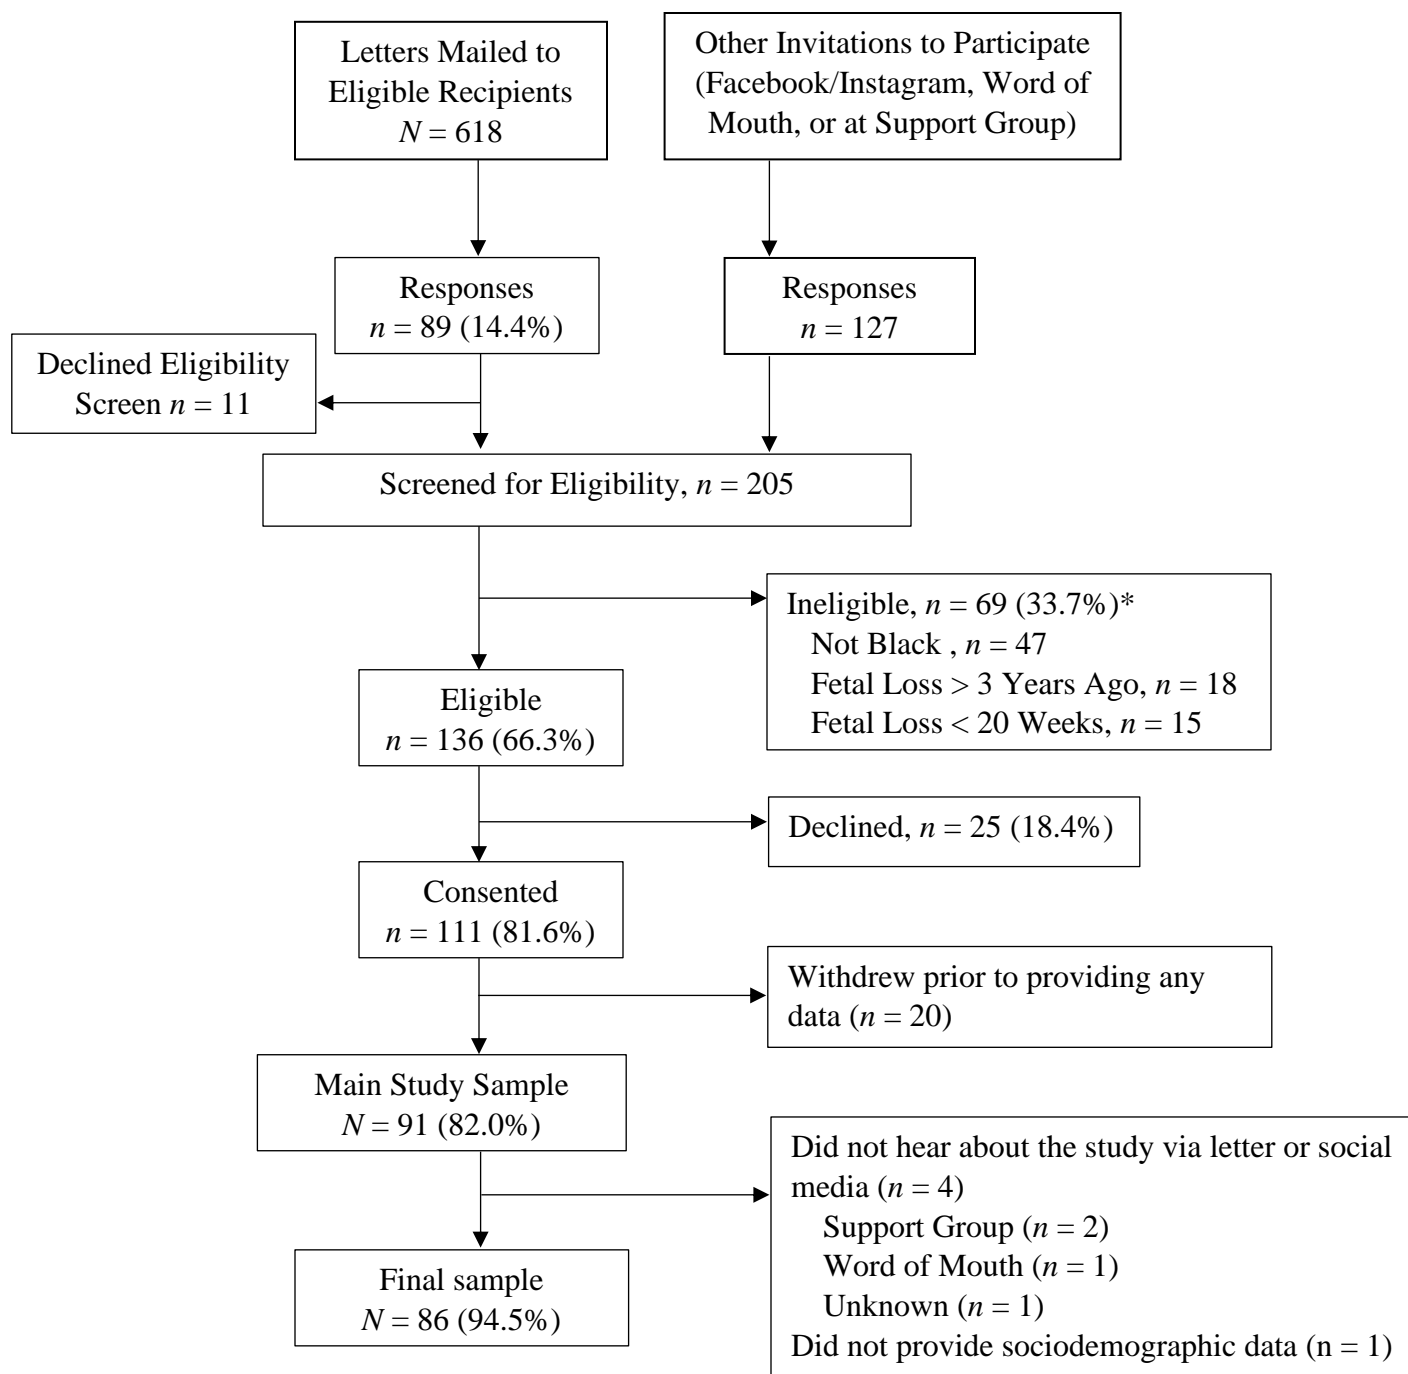 Letters Mailed to
Eligible Recipients
N = 618
Other Invitations to Participate
(Facebook/Instagram, Word of
Mouth, or at Support Group)
Responses
n = 89 (14.4%)
Responses
n = 127
Declined Eligibility
Screen n = 11
Screened for Eligibility, n = 205
Ineligible, n = 69 (33.7%)*
Not Black , n = 47
Fetal Loss > 3 Years Ago, n = 18
Fetal Loss < 20 Weeks, n = 15
Eligible
n = 136 (66.3%)
Declined, n = 25 (18.4%)
Consented
n = 111 (81.6%)
Withdrew prior to providing any
data (n = 20)
Main Study Sample
N = 91 (82.0%)
Did not hear about the study via letter or social
media (n = 4)
Support Group (n = 2)
Word of Mouth (n = 1)
Unknown (n = 1)
Did not provide sociodemographic data (n = 1)
Final sample
N = 86 (94.5%)